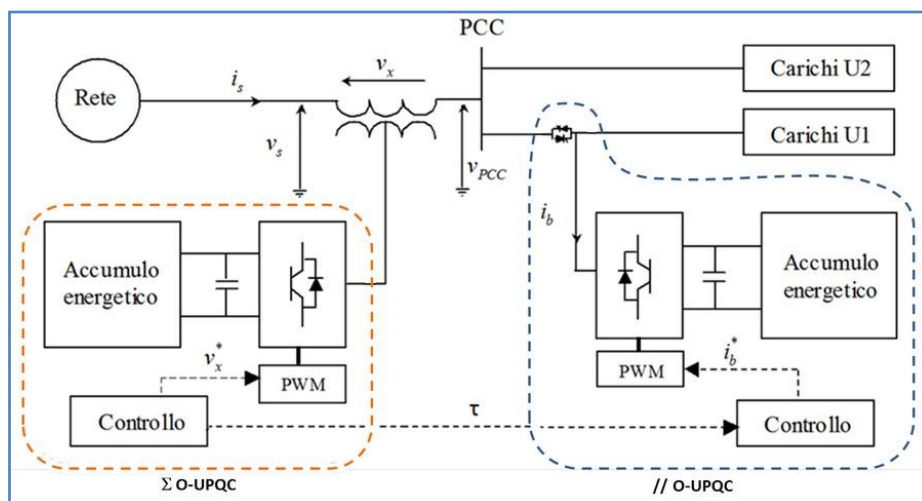 PCC
v_x
i_s
Rete
Carichi U2
Carichi U1
v_s
v_PCC
i_b
Accumulo
energetico
Accumulo
energetico
v_x^*
i_b^*
PWM
PWM
Controllo
τ
Controllo
Σ O-UPQC
// O-UPQC